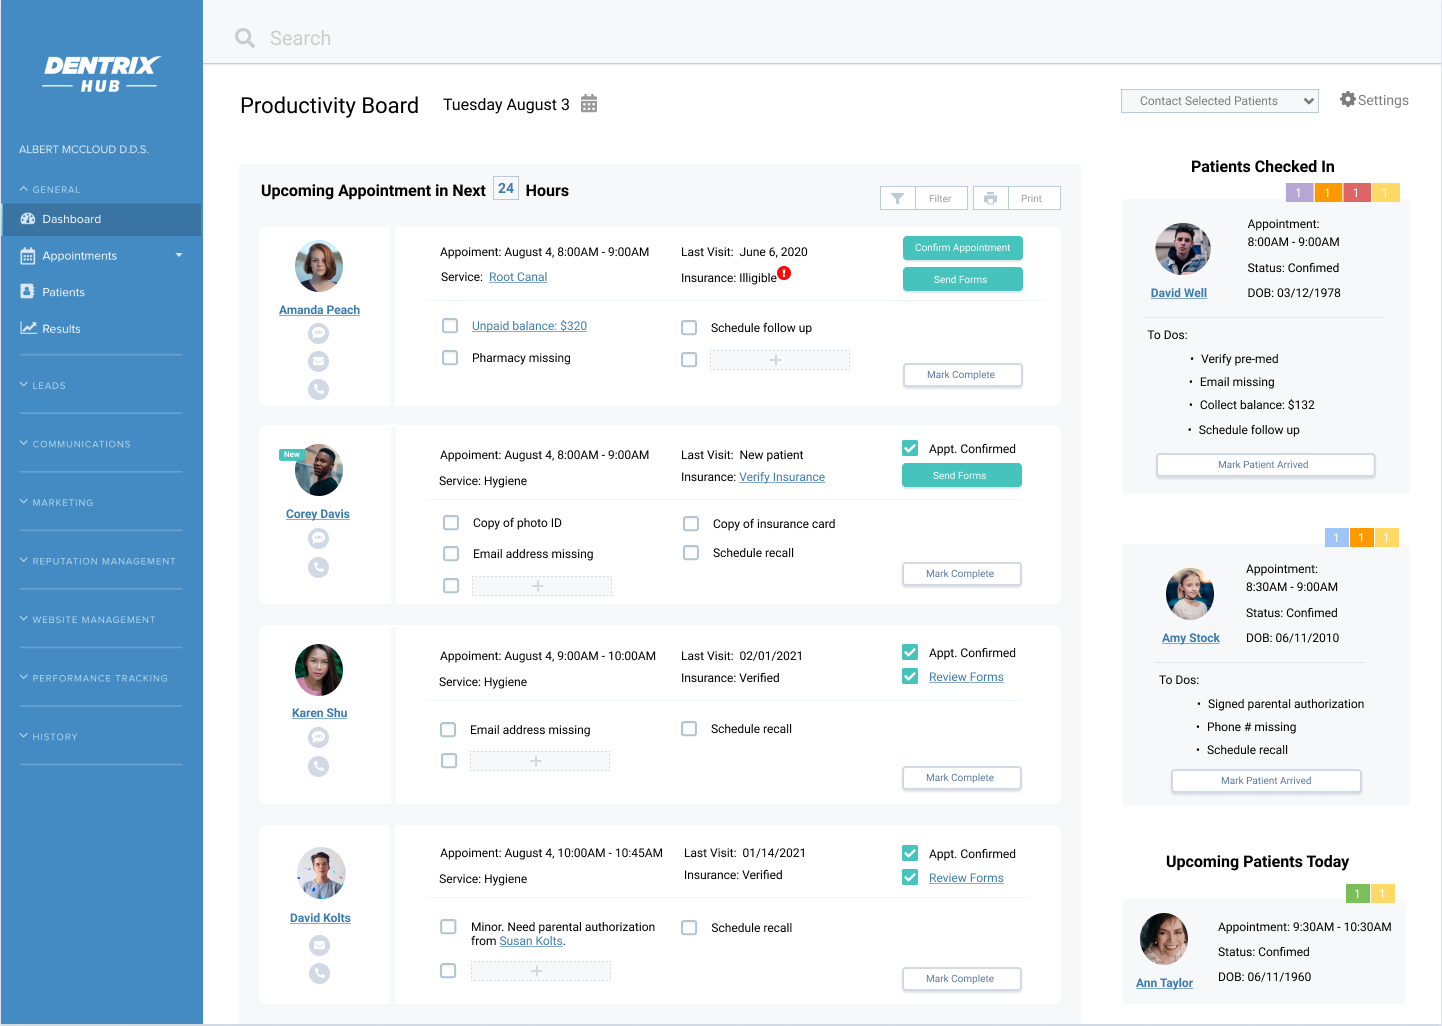 DENTRIX
HUB
ALBERT MCCLOUD D.D.S.
GENERAL
Dashboard
Appointments
Patients
Results
LEADS
COMMUNICATIONS
MARKETING
REPUTATION MANAGEMENT
WEBSITE MANAGEMENT
PERFORMANCE TRACKING
HISTORY
Search
Productivity Board
Tuesday August 3
Contact Selected Patients
Settings
Upcoming Appointment in Next 24 Hours
Filter
Print
Amanda Peach
Appoiment: August 4, 8:00AM - 9:00AM
Service: Root Canal
Last Visit: June 6, 2020
Insurance: Illigible
Confirm Appointment
Send Forms
Unpaid balance: $320
Schedule follow up
Pharmacy missing
+
Mark Complete
New
Corey Davis
Appoiment: August 4, 8:00AM - 9:00AM
Service: Hygiene
Last Visit: New patient
Insurance: Verify Insurance
Appt. Confirmed
Send Forms
Copy of photo ID
Copy of insurance card
Email address missing
Schedule recall
+
Mark Complete
Karen Shu
Appoiment: August 4, 9:00AM - 10:00AM
Service: Hygiene
Last Visit: 02/01/2021
Insurance: Verified
Appt. Confirmed
Review Forms
Email address missing
Schedule recall
+
Mark Complete
David Kolts
Appoiment: August 4, 10:00AM - 10:45AM
Service: Hygiene
Last Visit: 01/14/2021
Insurance: Verified
Appt. Confirmed
Review Forms
Minor. Need parental authorization
from Susan Kolts.
Schedule recall
+
Mark Complete
Patients Checked In
1 1 1 1
David Well
Appointment:
8:00AM - 9:00AM
Status: Confimed
DOB: 03/12/1978
To Dos:
• Verify pre-med
• Email missing
• Collect balance: $132
• Schedule follow up
Mark Patient Arrived
1 1 1
Amy Stock
Appointment:
8:30AM - 9:00AM
Status: Confimed
DOB: 06/11/2010
To Dos:
• Signed parental authorization
• Phone # missing
• Schedule recall
Mark Patient Arrived
Upcoming Patients Today
1 1
Ann Taylor
Appointment: 9:30AM - 10:30AM
Status: Confimed
DOB: 06/11/1960